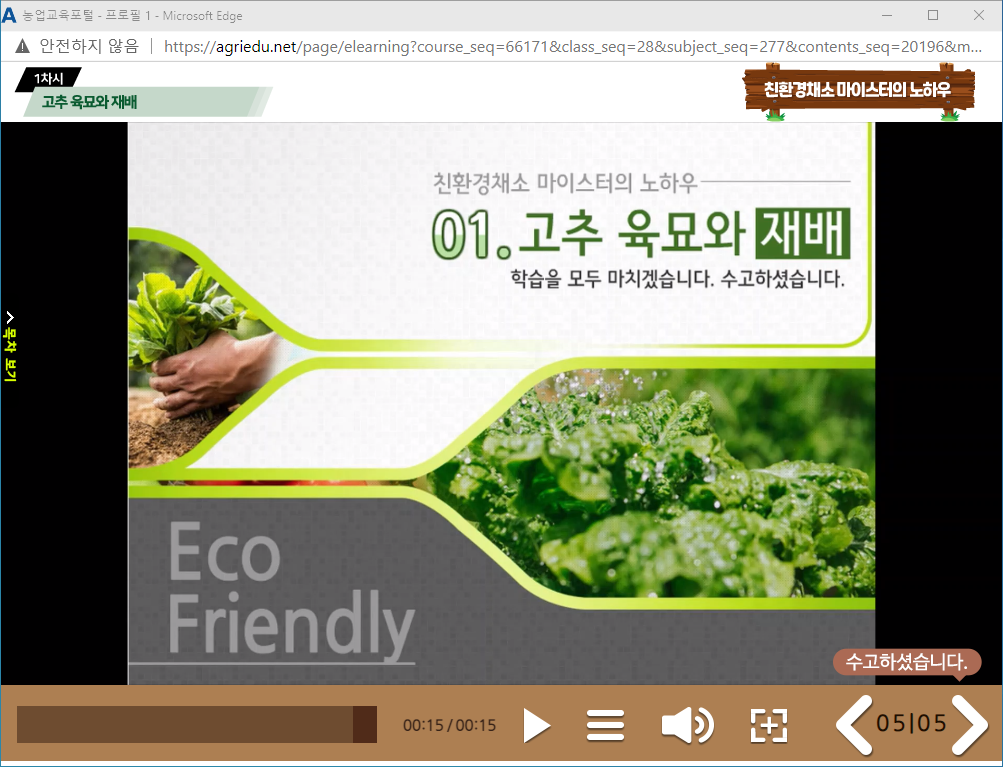 농업교육포털 - 프로필 1 - Microsoft Edge
안전하지 않음 | https://agriedu.net/page/elearning?course_seq=66171&class_seq=28&subject_seq=277&contents_seq=20196&m...
1차시
고추 육묘와 재배
친환경채소 마이스터의 노하우
친환경채소 마이스터의 노하우
01. 고추 육묘와 재배
학습을 모두 마치겠습니다. 수고하셨습니다.
목차 보기
Eco
Friendly
수고하셨습니다.
00:15 / 00:15
05|05